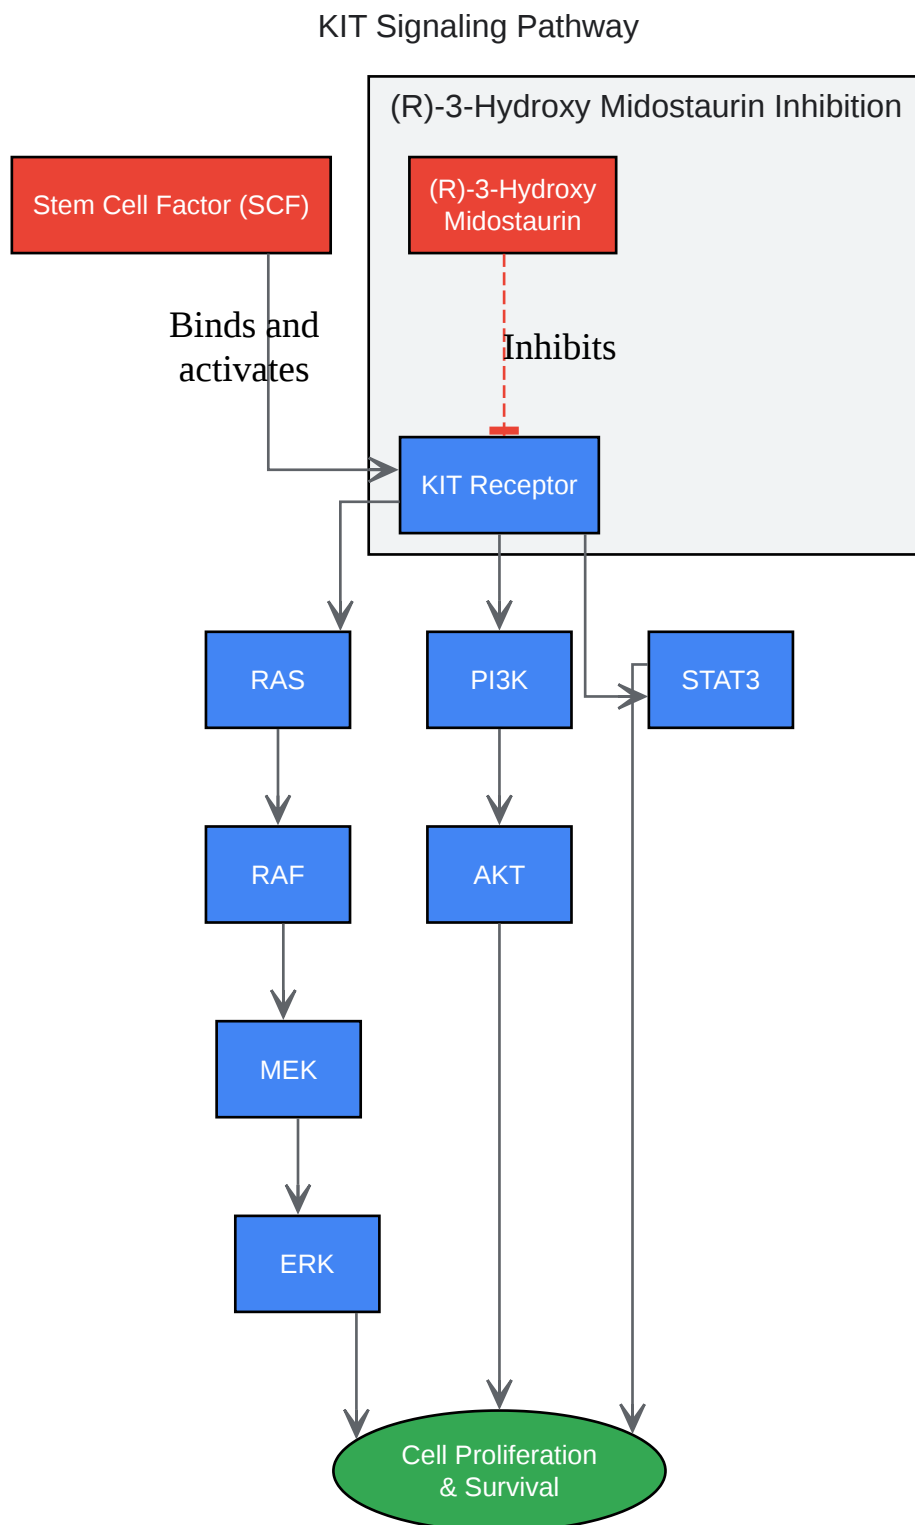 KIT Signaling Pathway
(R)-3-Hydroxy Midostaurin Inhibition
Stem Cell Factor (SCF)
(R)-3-Hydroxy
Midostaurin
Binds and
activates
Inhibits
KIT Receptor
RAS
PI3K
STAT3
RAF
AKT
MEK
ERK
Cell Proliferation
& Survival